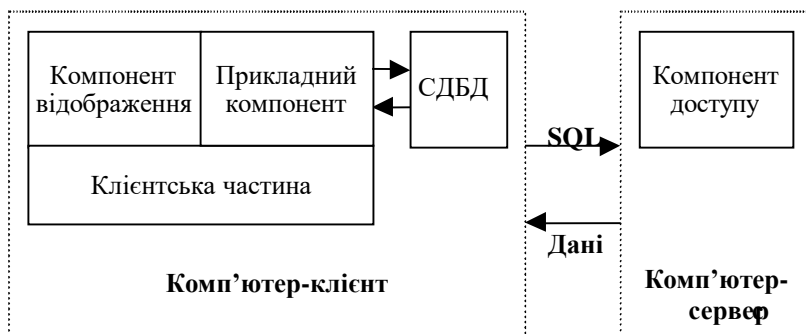 Компонент
відображення
Прикладний
компонент
СДБД
Клієнтська частина
Комп’ютер-клієнт
SQL
Дані
Компонент
доступу
Комп’ютер-
сервер